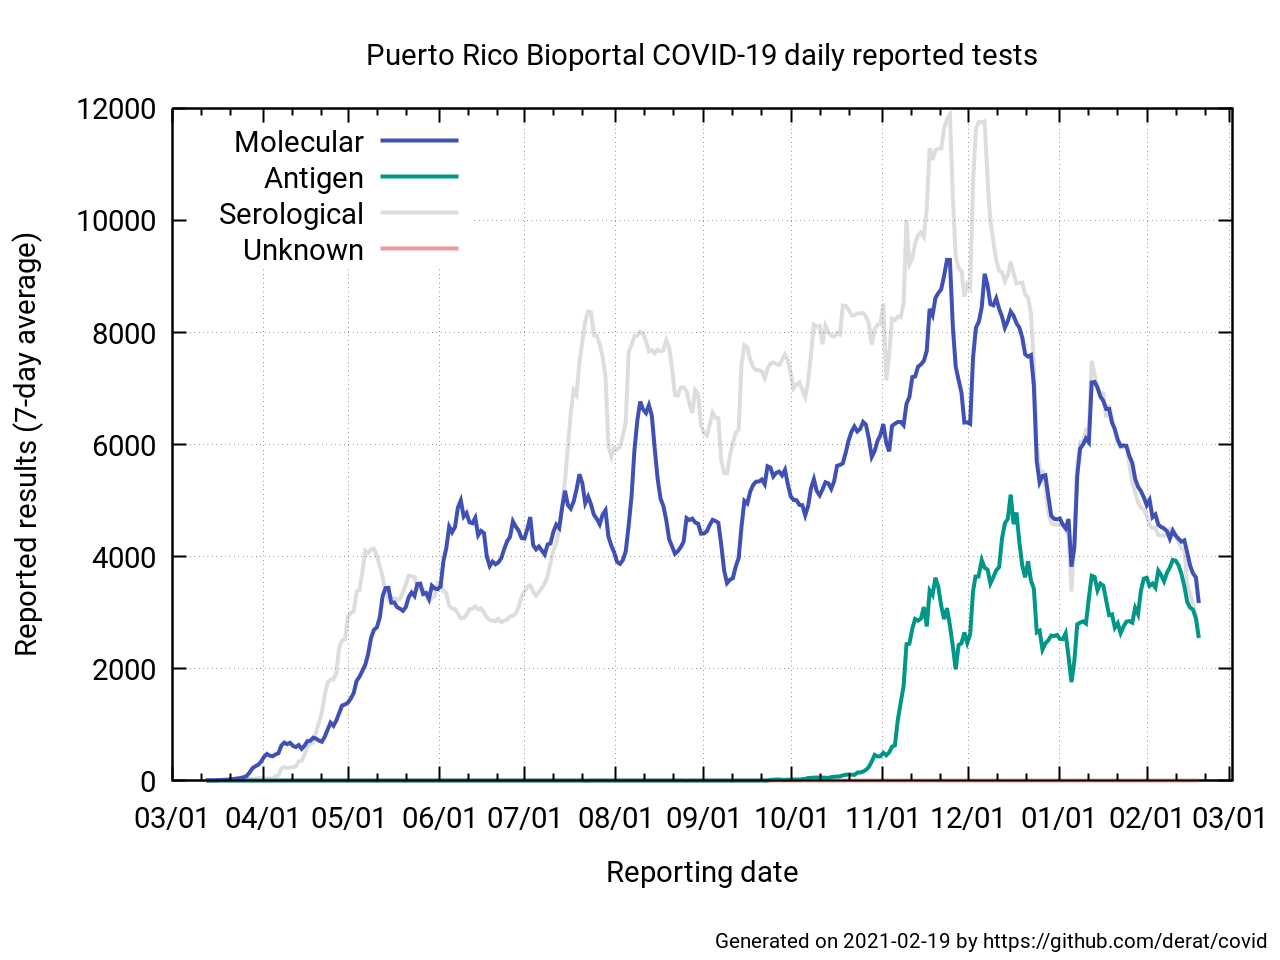 Puerto Rico Bioportal COVID-19 daily reported tests
12000
10000
8000
6000
4000
2000
0
Reported results (7-day average)
Molecular
Antigen
Serological
Unknown
03/01 04/01 05/01 06/01 07/01 08/01 09/01 10/01 11/01 12/01 01/01 02/01 03/01
Reporting date
Generated on 2021-02-19 by https://github.com/derat/covid